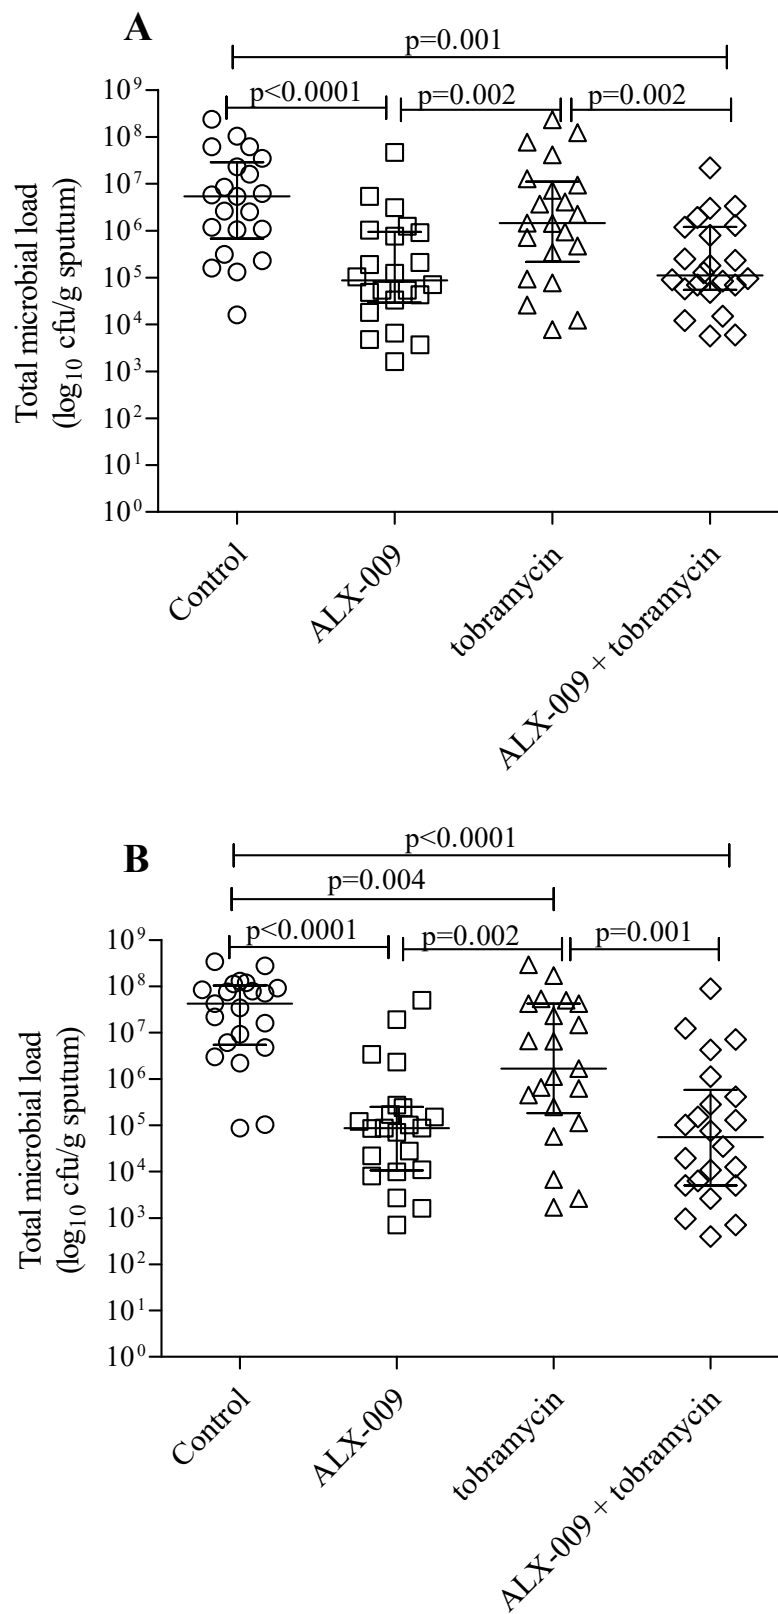 A
p=0.001
p<0.0001 p=0.002 p=0.002
Total microbial load
(log₁₀ cfu/g sputum)
10⁹
10⁸
10⁷
10⁶
10⁵
10⁴
10³
10²
10¹
10⁰
Control
ALX-009
tobramycin
ALX-009 + tobramycin
B
p<0.0001
p=0.004
p<0.0001 p=0.002 p=0.001
Total microbial load
(log₁₀ cfu/g sputum)
10⁹
10⁸
10⁷
10⁶
10⁵
10⁴
10³
10²
10¹
10⁰
Control
ALX-009
tobramycin
ALX-009 + tobramycin